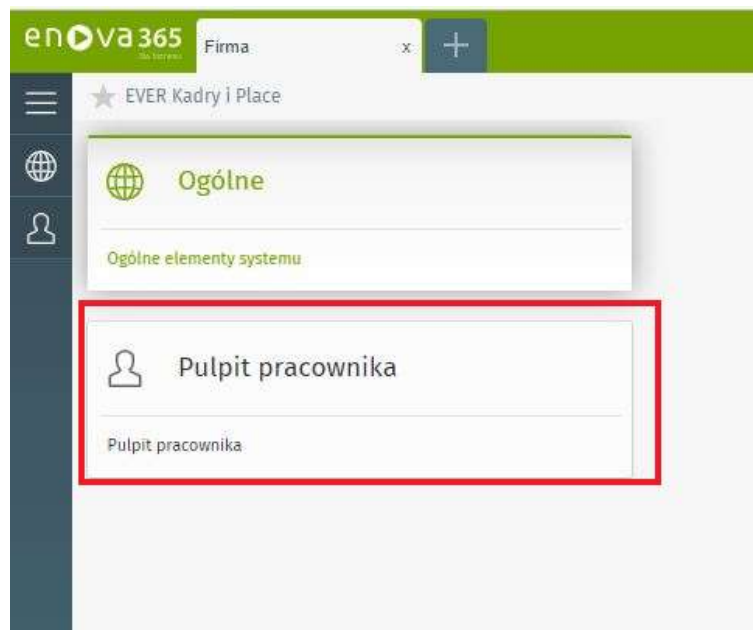 enova365
Firma x
EVER Kadry i Place
Ogólne
Ogólne elementy systemu
Pulpit pracownika
Pulpit pracownika